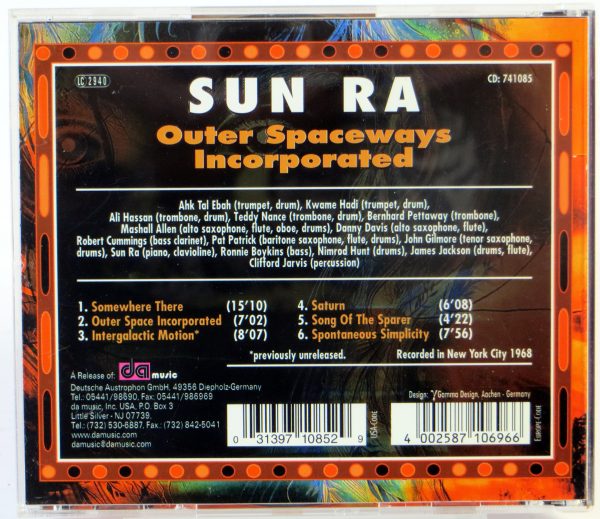 LC 2940
CD: 741085
SUN RA
Outer Spaceways
Incorporated
Ahk Tal Ebah (trumpet, drum), Kwame Hadi (trumpet, drum),
Ali Hassan (trombone, drum), Teddy Nance (trombone, drum), Bernhard Pettaway (trombone),
Mashall Allen (alto saxophone, flute, oboe, drums), Danny Davis (alto saxophone, flute),
Robert Cummings (bass clarinet), Pat Patrick (baritone saxophone, flute, drums), John Gilmore (tenor saxophone,
drums), Sun Ra (piano, clavioline), Ronnie Boykins (bass), Nimrod Hunt (drums), James Jackson (drums, flute),
Clifford Jarvis (percussion)
1. Somewhere There (15'10)
2. Outer Space Incorporated (7'02)
3. Intergalactic Motion* (8'07)
4. Saturn (6'08)
5. Song Of The Sparer (4'22)
6. Spontaneous Simplicity (7'56)
*previously unreleased.
Recorded in New York City 1968
A Release of: da music
Deutsche Austrophon GmbH, 49356 Diepholz-Germany
Tel.: 05441/98690, Fax: 05441/986969
da music, Inc. USA, P.O. Box 3
Little Silver - NJ 07739,
Tel: (732) 530-6887, Fax: (732) 842-5041
www.damusic.com
damusic@damusic.com
Design: Gamma Design, Aachen - Germany
0 31397 10852 9
USA-CODE
4 002587 106966
EUROPE-CODE